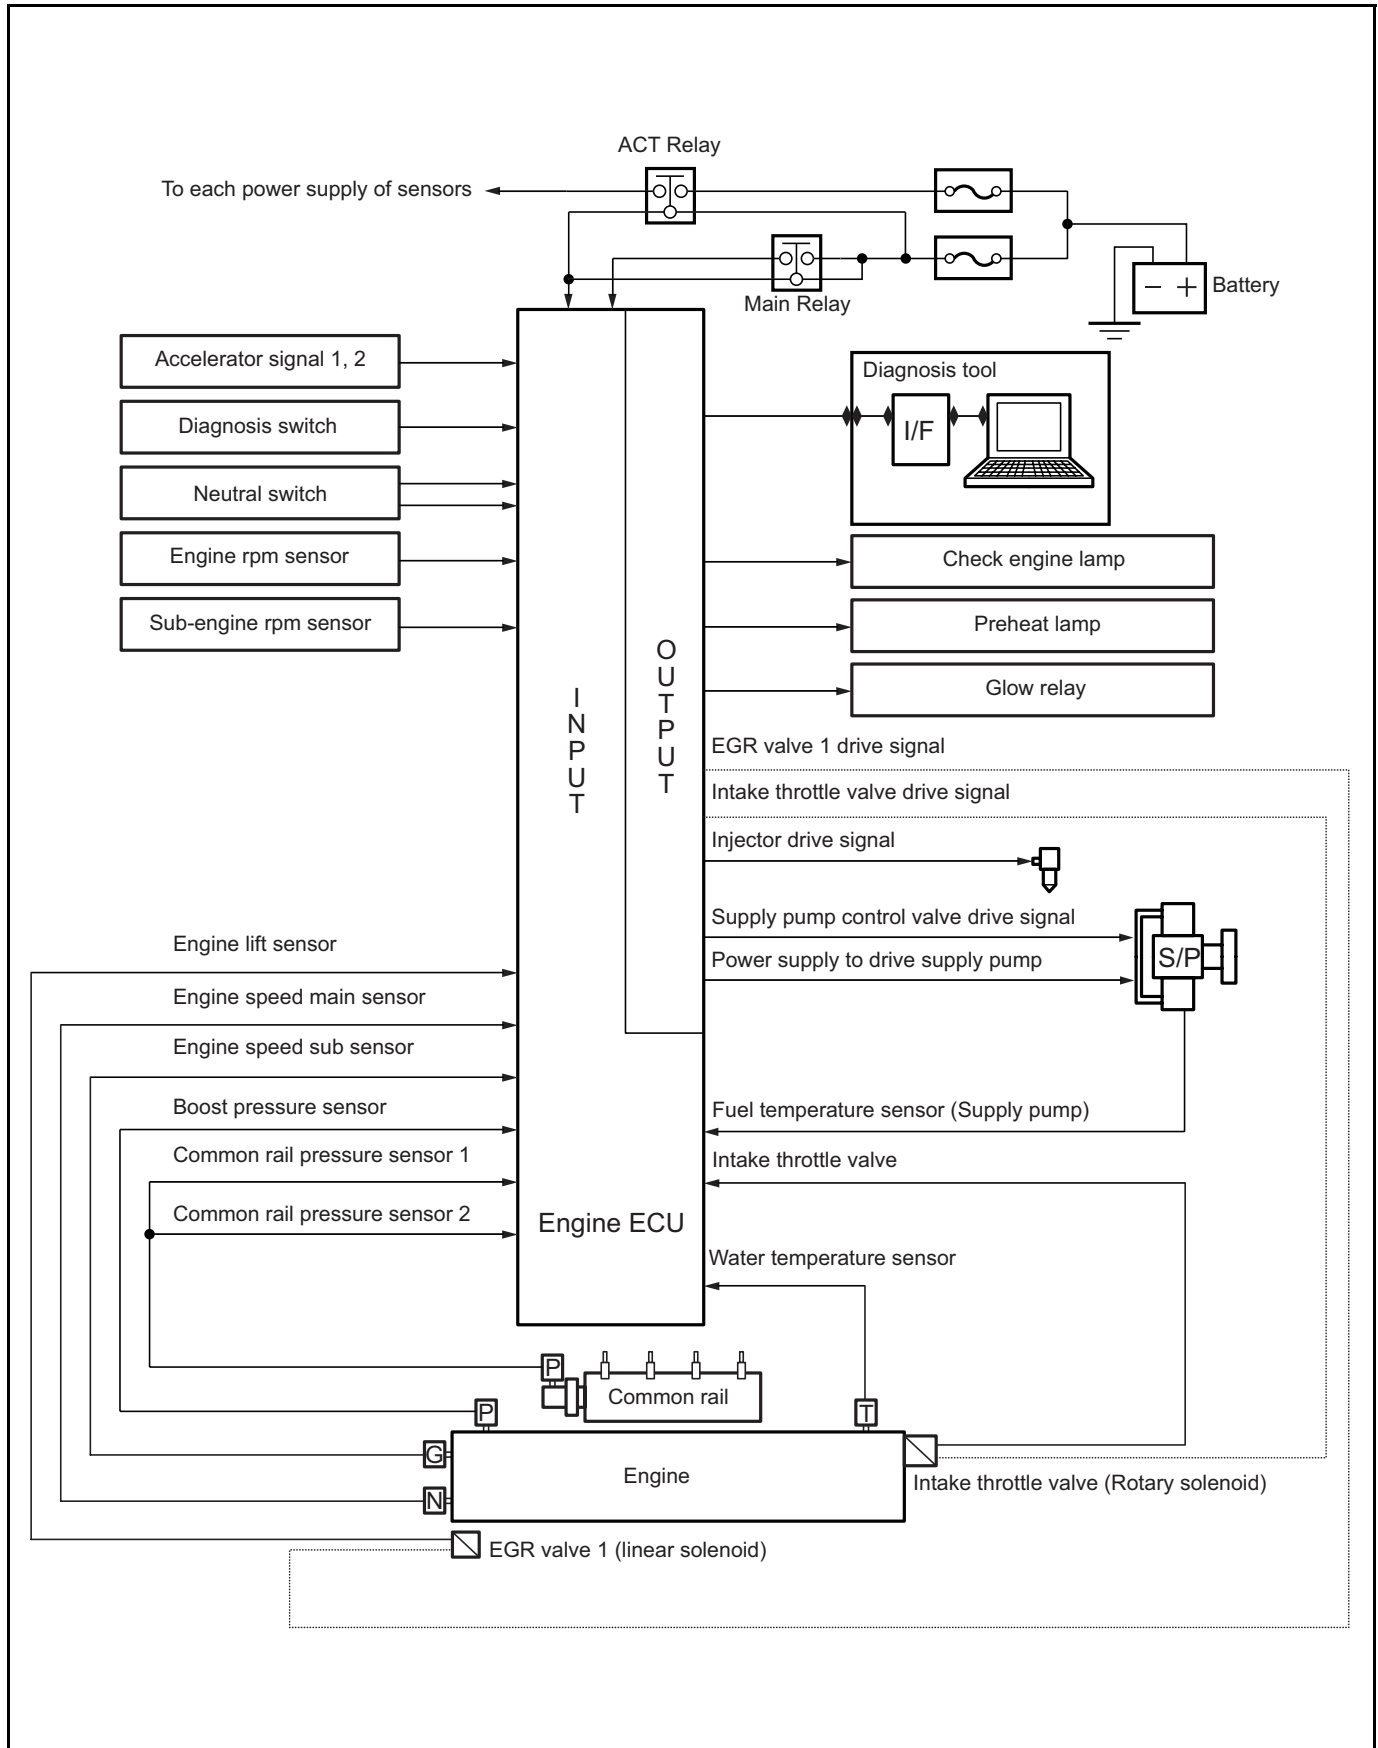 ACT Relay
To each power supply of sensors
Main Relay
− +
Battery
Accelerator signal 1, 2
Diagnosis switch
Neutral switch
Engine rpm sensor
Sub-engine rpm sensor
Diagnosis tool
I/F
Check engine lamp
Preheat lamp
Glow relay
INPUT
OUTPUT
EGR valve 1 drive signal
Intake throttle valve drive signal
Injector drive signal
Supply pump control valve drive signal
Power supply to drive supply pump
S/P
Engine lift sensor
Engine speed main sensor
Engine speed sub sensor
Boost pressure sensor
Common rail pressure sensor 1
Common rail pressure sensor 2
Engine ECU
Fuel temperature sensor (Supply pump)
Intake throttle valve
Water temperature sensor
P
Common rail
P
T
G
Engine
N
Intake throttle valve (Rotary solenoid)
EGR valve 1 (linear solenoid)